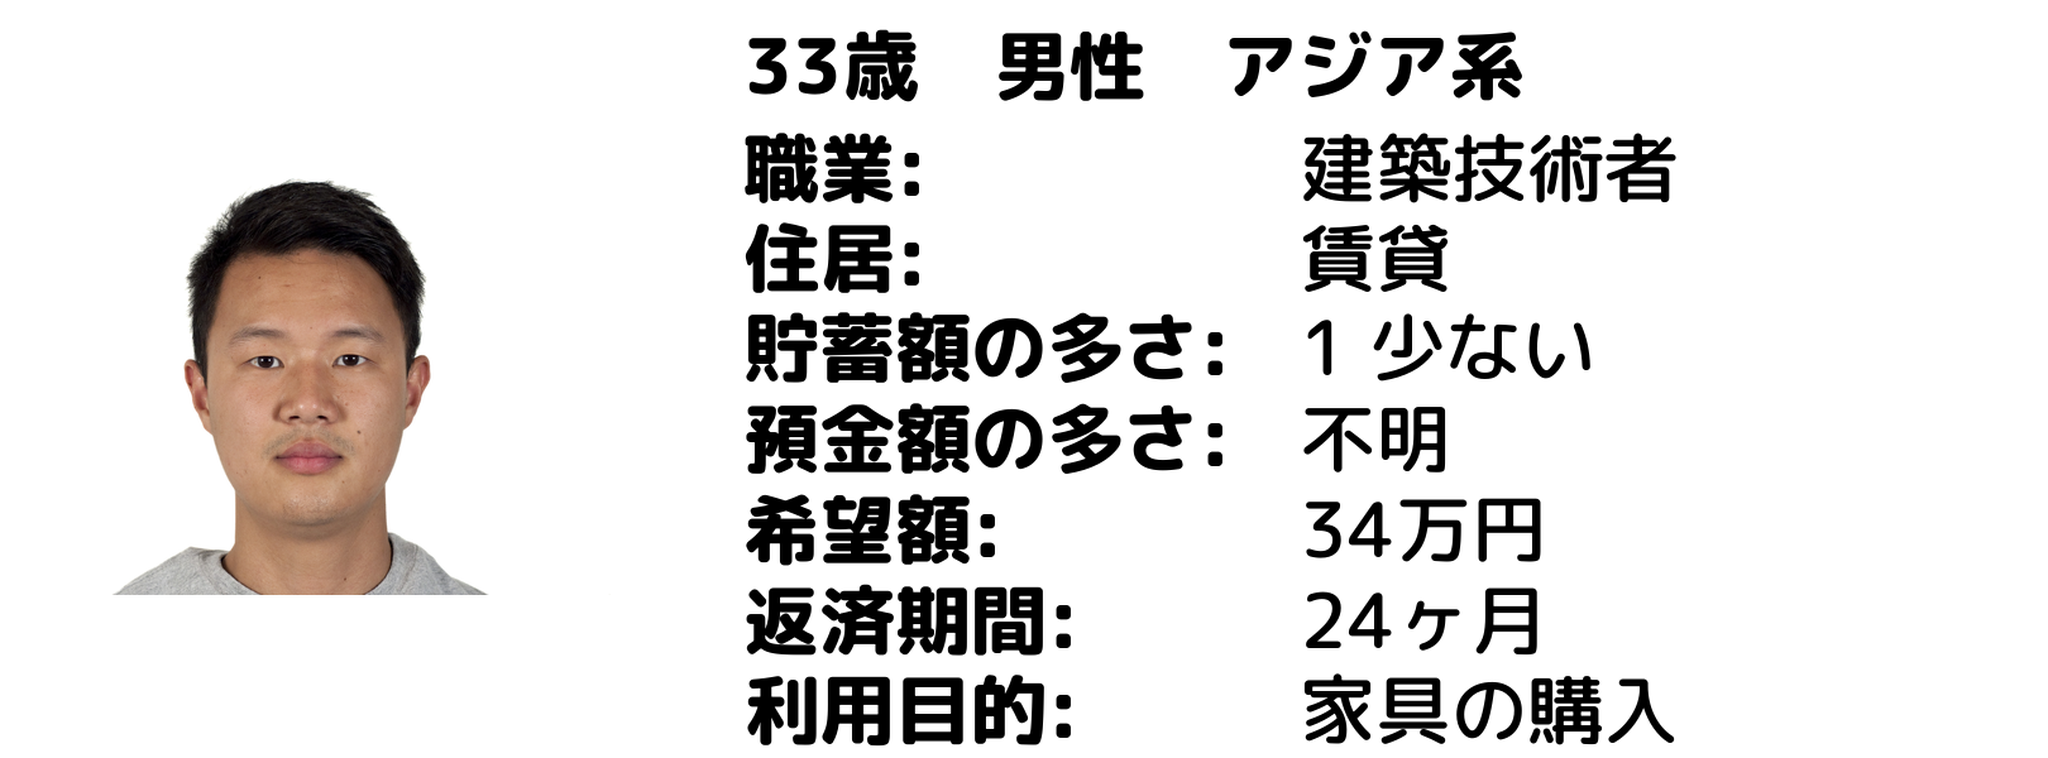 33歳　男性　アジア系
職業: 建築技術者
住居: 賃貸
貯蓄額の多さ: 1 少ない
預金額の多さ: 不明
希望額: 34万円
返済期間: 24ヶ月
利用目的: 家具の購入